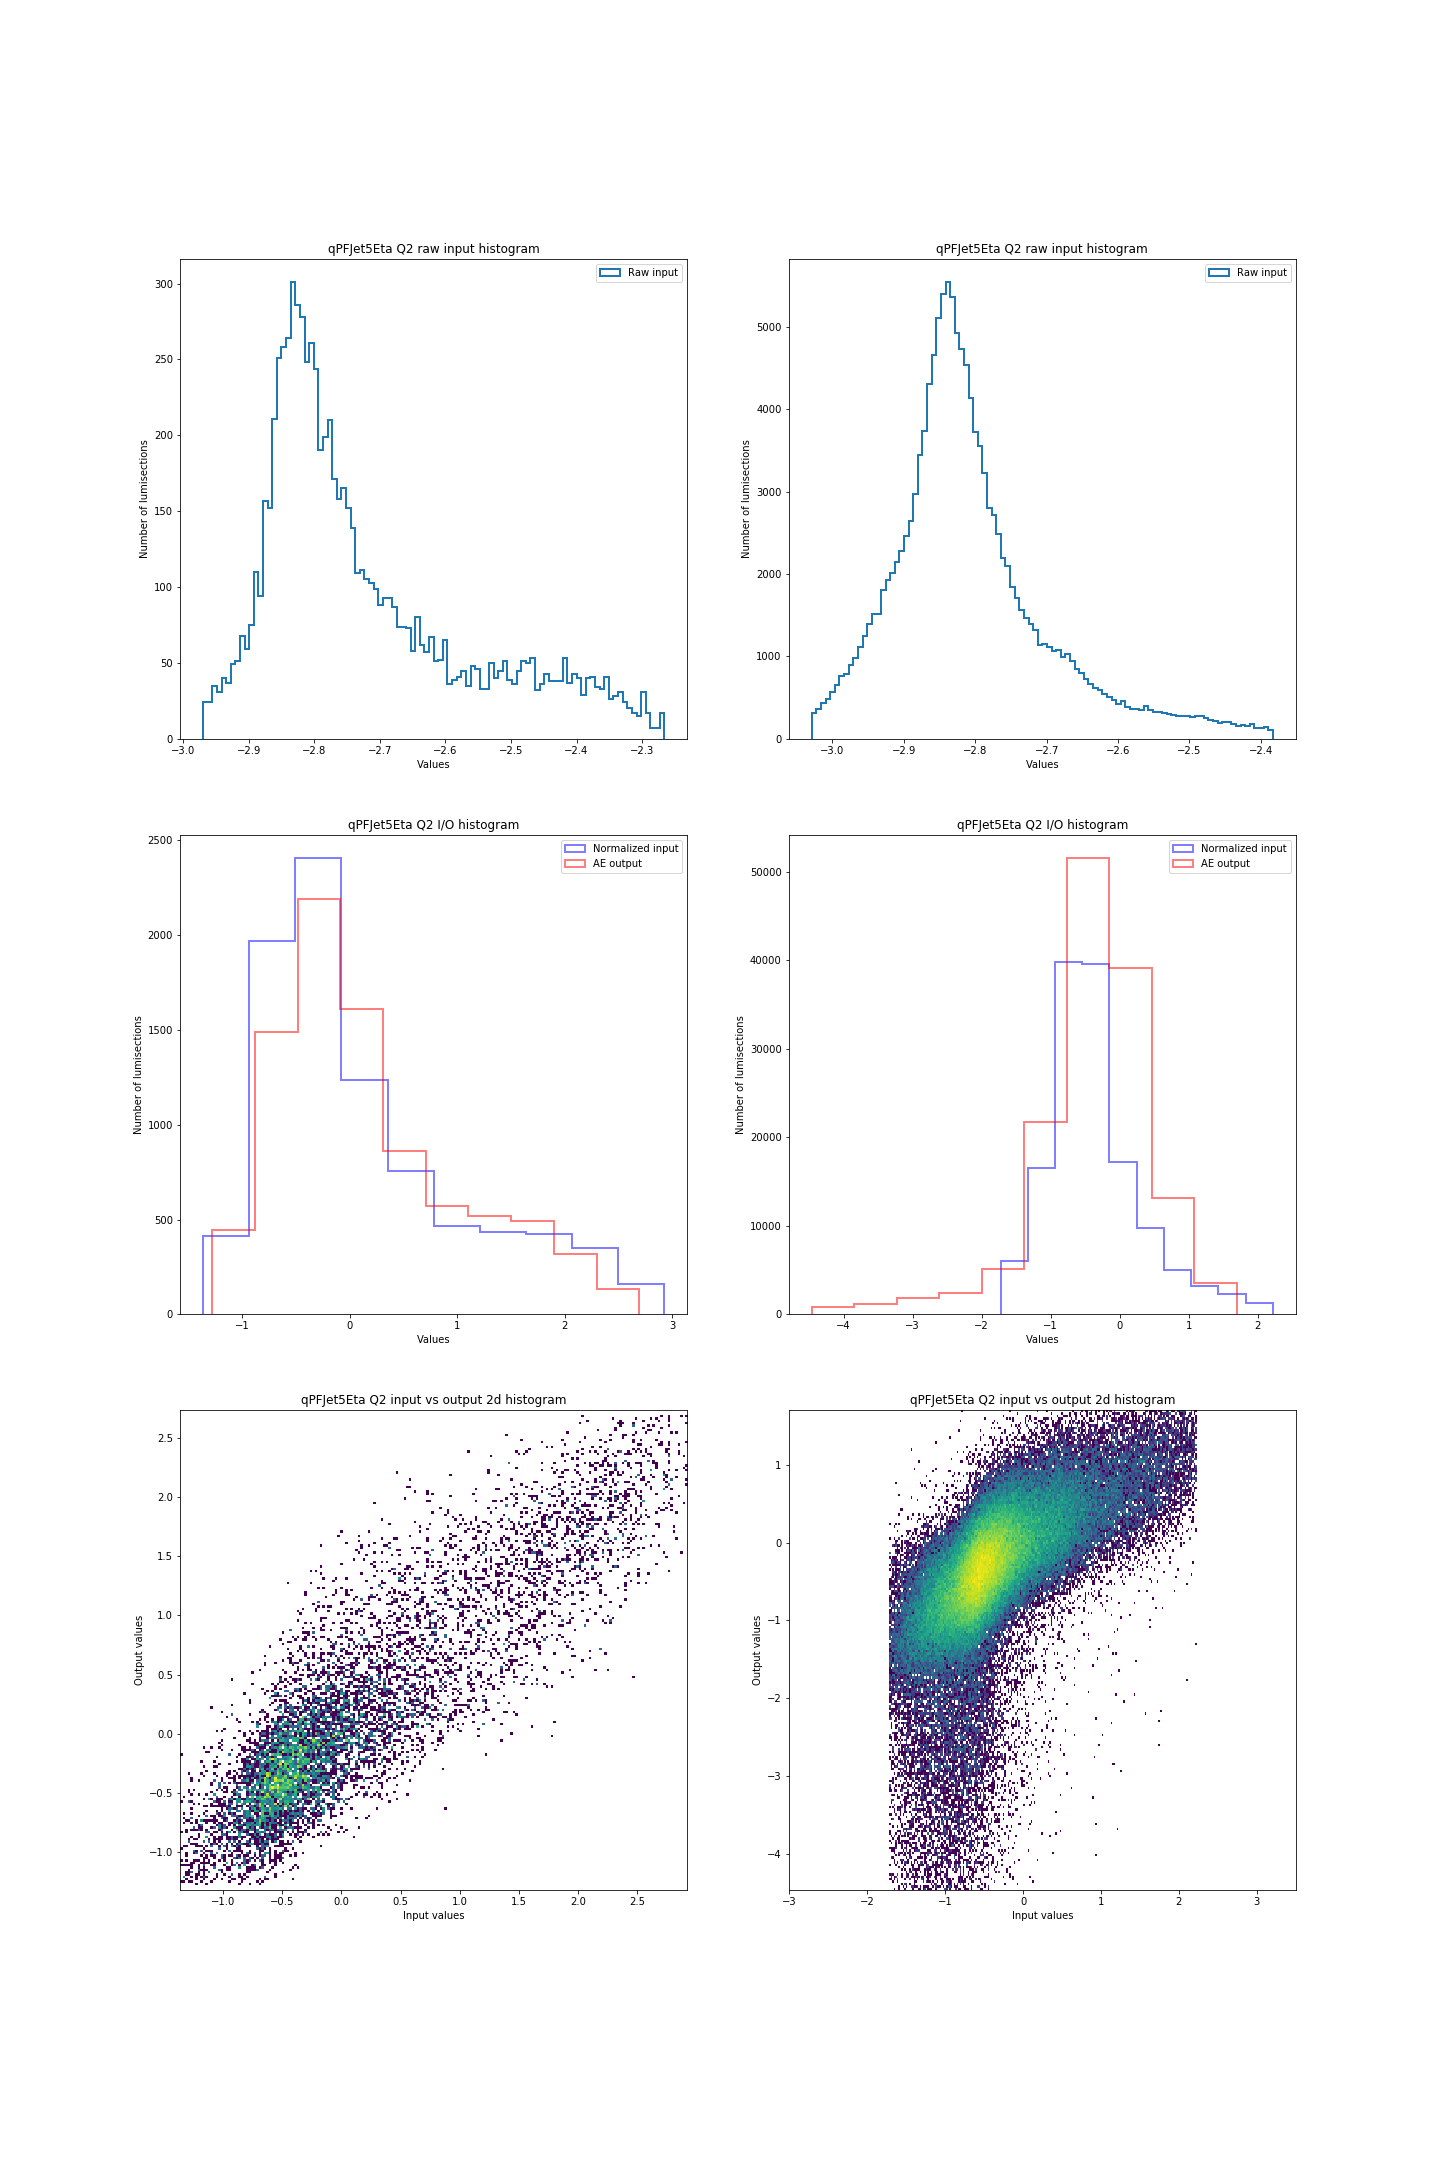 qPFJet5Eta Q2 raw input histogram
Raw input
Number of lumisections
300
250
200
150
100
50
0
−3.0 −2.9 −2.8 −2.7 −2.6 −2.5 −2.4 −2.3
Values
qPFJet5Eta Q2 raw input histogram
Raw input
Number of lumisections
5000
4000
3000
2000
1000
0
−3.0 −2.9 −2.8 −2.7 −2.6 −2.5 −2.4
Values
qPFJet5Eta Q2 I/O histogram
Normalized input
AE output
Number of lumisections
2500
2000
1500
1000
500
0
−1 0 1 2 3
Values
qPFJet5Eta Q2 I/O histogram
Normalized input
AE output
Number of lumisections
50000
40000
30000
20000
10000
0
−4 −3 −2 −1 0 1 2
Values
qPFJet5Eta Q2 input vs output 2d histogram
Output values
2.5
2.0
1.5
1.0
0.5
0.0
−0.5
−1.0
−1.0 −0.5 0.0 0.5 1.0 1.5 2.0 2.5
Input values
qPFJet5Eta Q2 input vs output 2d histogram
Output values
1
0
−1
−2
−3
−4
−3 −2 −1 0 1 2 3
Input values